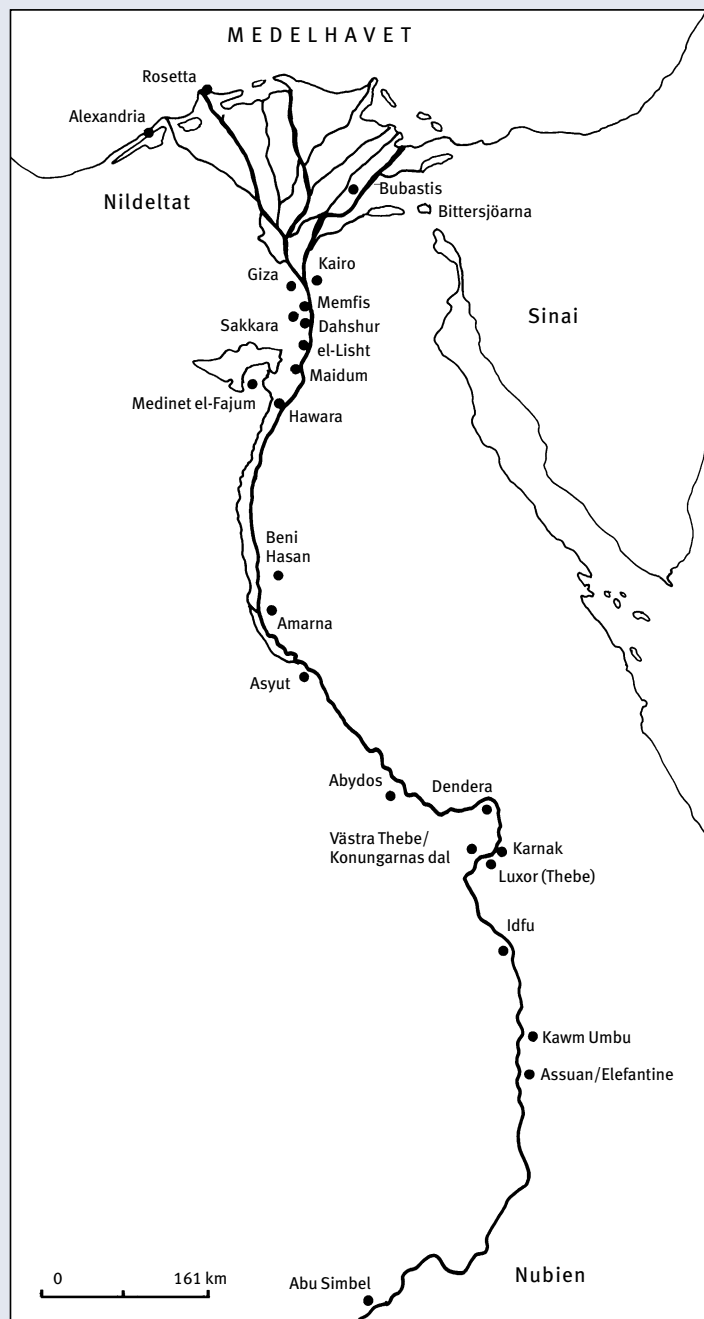 MEDELHAVET
Rosetta
Alexandria
Nildeltat
Bubastis
Bittersjöarna
Kairo
Giza
Memfis
Sinai
Sakkara
Dahshur
el-Lisht
Maidum
Medinet el-Fajum
Hawara
Beni
Hasan
Amarna
Asyut
Abydos
Dendera
Västra Thebe/
Konungarnas dal
Karnak
Luxor (Thebe)
Idfu
Kawm Umbu
Assuan/Elefantine
0 161 km
Abu Simbel
Nubien